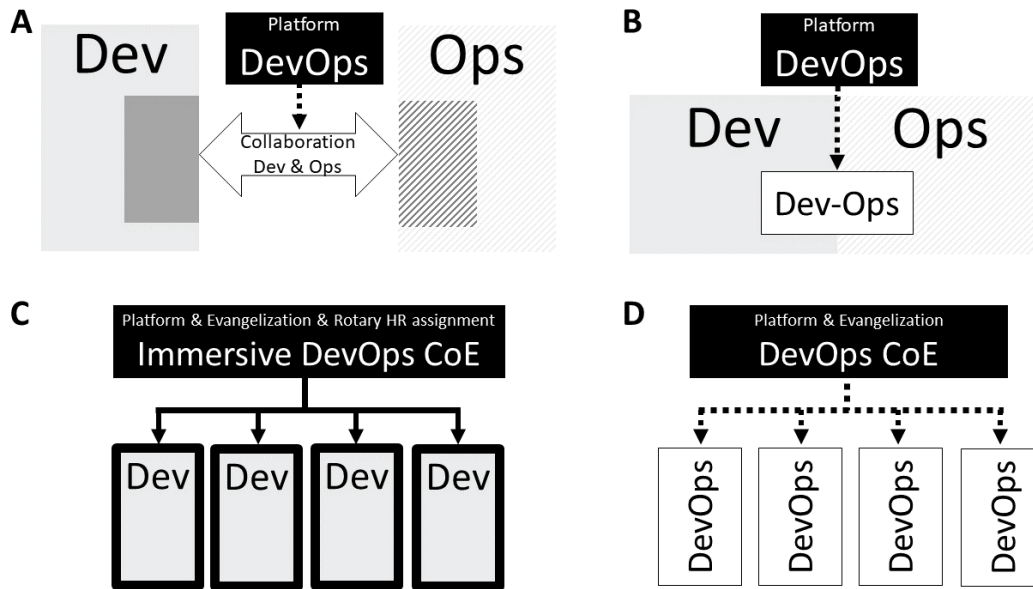 A
Dev
Platform
DevOps
Ops
Collaboration
Dev & Ops
B
Platform
DevOps
Dev
Ops
Dev-Ops
C
Platform & Evangelization & Rotary HR assignment
Immersive DevOps CoE
Dev
Dev
Dev
Dev
D
Platform & Evangelization
DevOps CoE
DevOps
DevOps
DevOps
DevOps